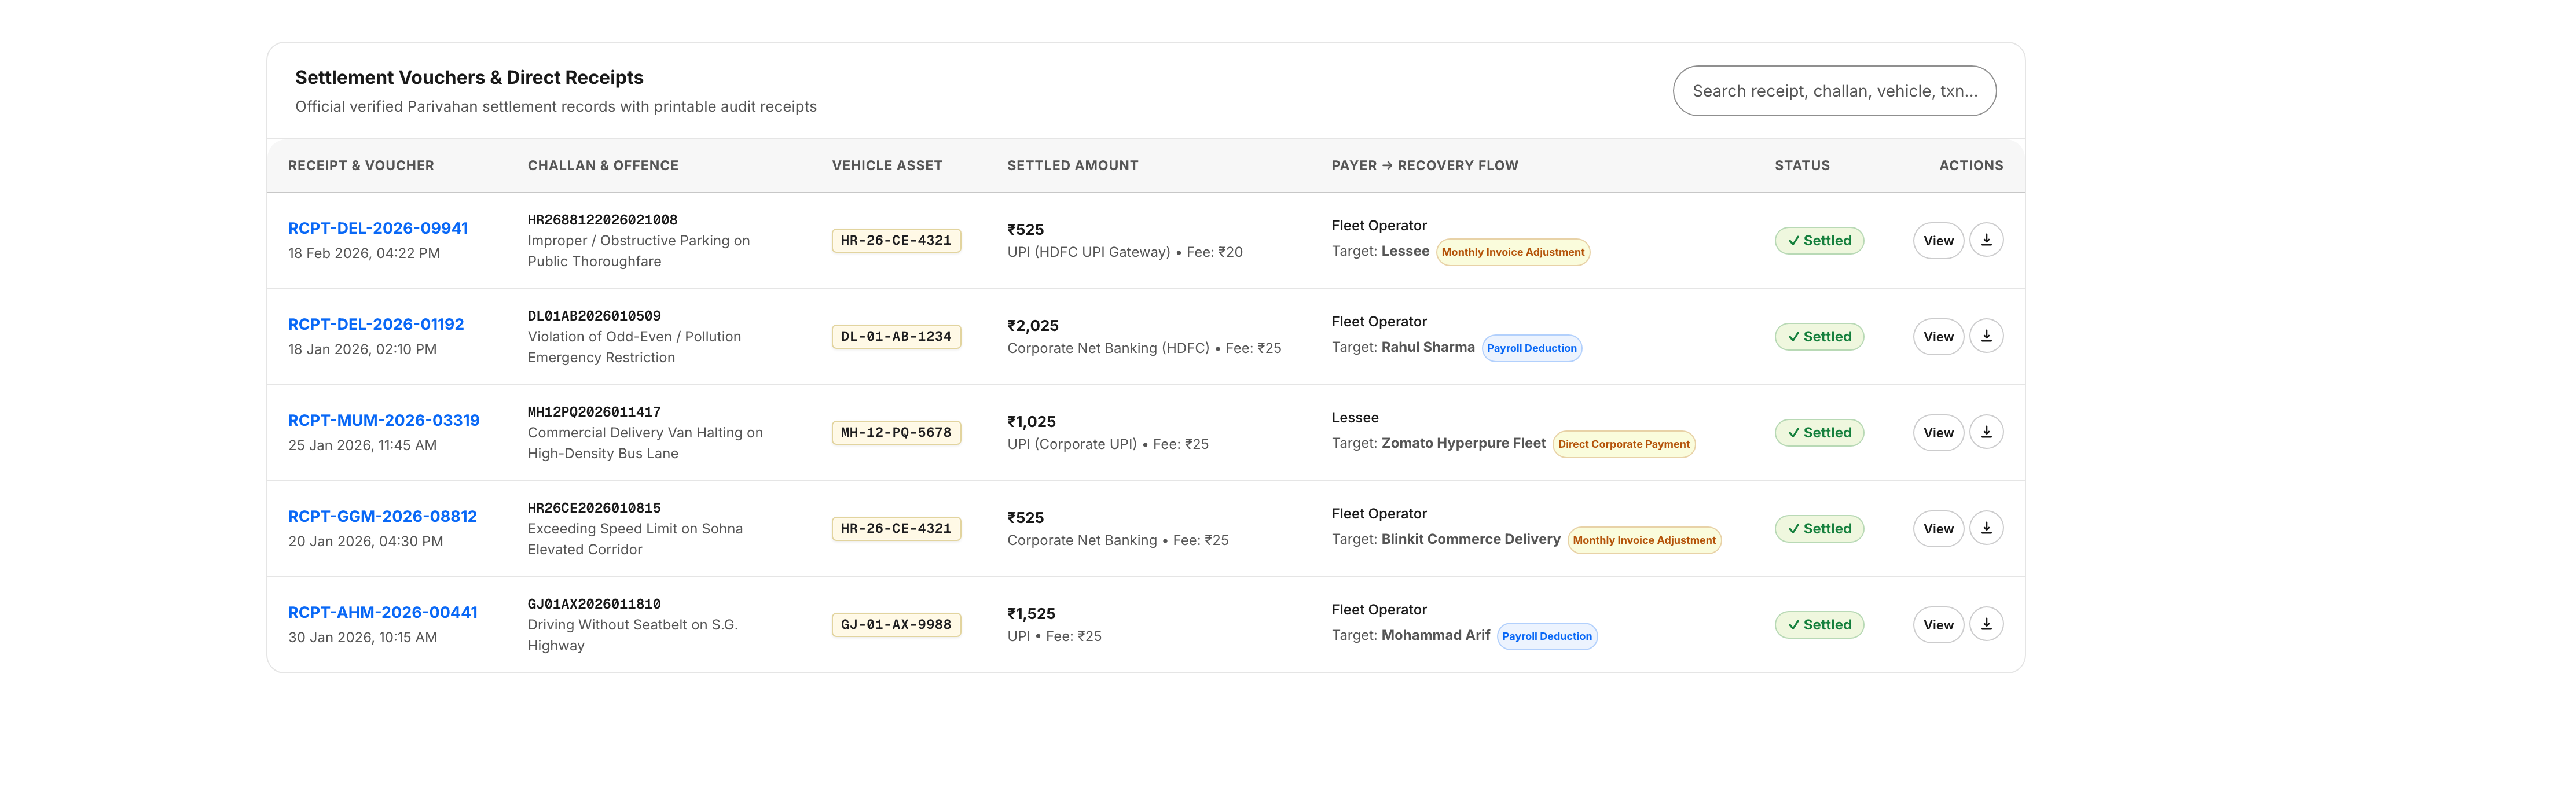 Settlement Vouchers & Direct Receipts
Official verified Parivahan settlement records with printable audit receipts
Search receipt, challan, vehicle, txn...
RECEIPT & VOUCHER
CHALLAN & OFFENCE
VEHICLE ASSET
SETTLED AMOUNT
PAYER → RECOVERY FLOW
STATUS
ACTIONS
RCPT-DEL-2026-09941
18 Feb 2026, 04:22 PM
HR2688122026021008
Improper / Obstructive Parking on
Public Thoroughfare
HR-26-CE-4321
₹525
UPI (HDFC UPI Gateway) • Fee: ₹20
Fleet Operator
Target: Lessee Monthly Invoice Adjustment
✓ Settled
View
RCPT-DEL-2026-01192
18 Jan 2026, 02:10 PM
DL01AB2026010509
Violation of Odd-Even / Pollution
Emergency Restriction
DL-01-AB-1234
₹2,025
Corporate Net Banking (HDFC) • Fee: ₹25
Fleet Operator
Target: Rahul Sharma Payroll Deduction
✓ Settled
View
RCPT-MUM-2026-03319
25 Jan 2026, 11:45 AM
MH12PQ2026011417
Commercial Delivery Van Halting on
High-Density Bus Lane
MH-12-PQ-5678
₹1,025
UPI (Corporate UPI) • Fee: ₹25
Lessee
Target: Zomato Hyperpure Fleet Direct Corporate Payment
✓ Settled
View
RCPT-GGM-2026-08812
20 Jan 2026, 04:30 PM
HR26CE2026010815
Exceeding Speed Limit on Sohna
Elevated Corridor
HR-26-CE-4321
₹525
Corporate Net Banking • Fee: ₹25
Fleet Operator
Target: Blinkit Commerce Delivery Monthly Invoice Adjustment
✓ Settled
View
RCPT-AHM-2026-00441
30 Jan 2026, 10:15 AM
GJ01AX2026011810
Driving Without Seatbelt on S.G.
Highway
GJ-01-AX-9988
₹1,525
UPI • Fee: ₹25
Fleet Operator
Target: Mohammad Arif Payroll Deduction
✓ Settled
View